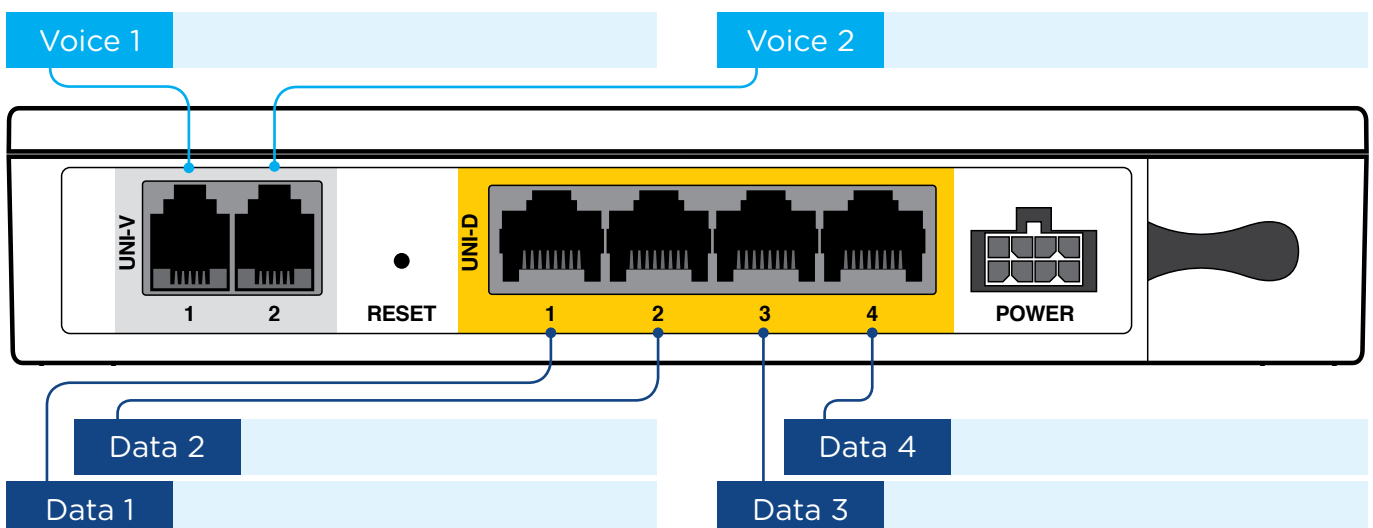 Voice 1
Voice 2
UNI-V
1
2
RESET
UNI-D
1
2
3
4
POWER
Data 2
Data 4
Data 1
Data 3